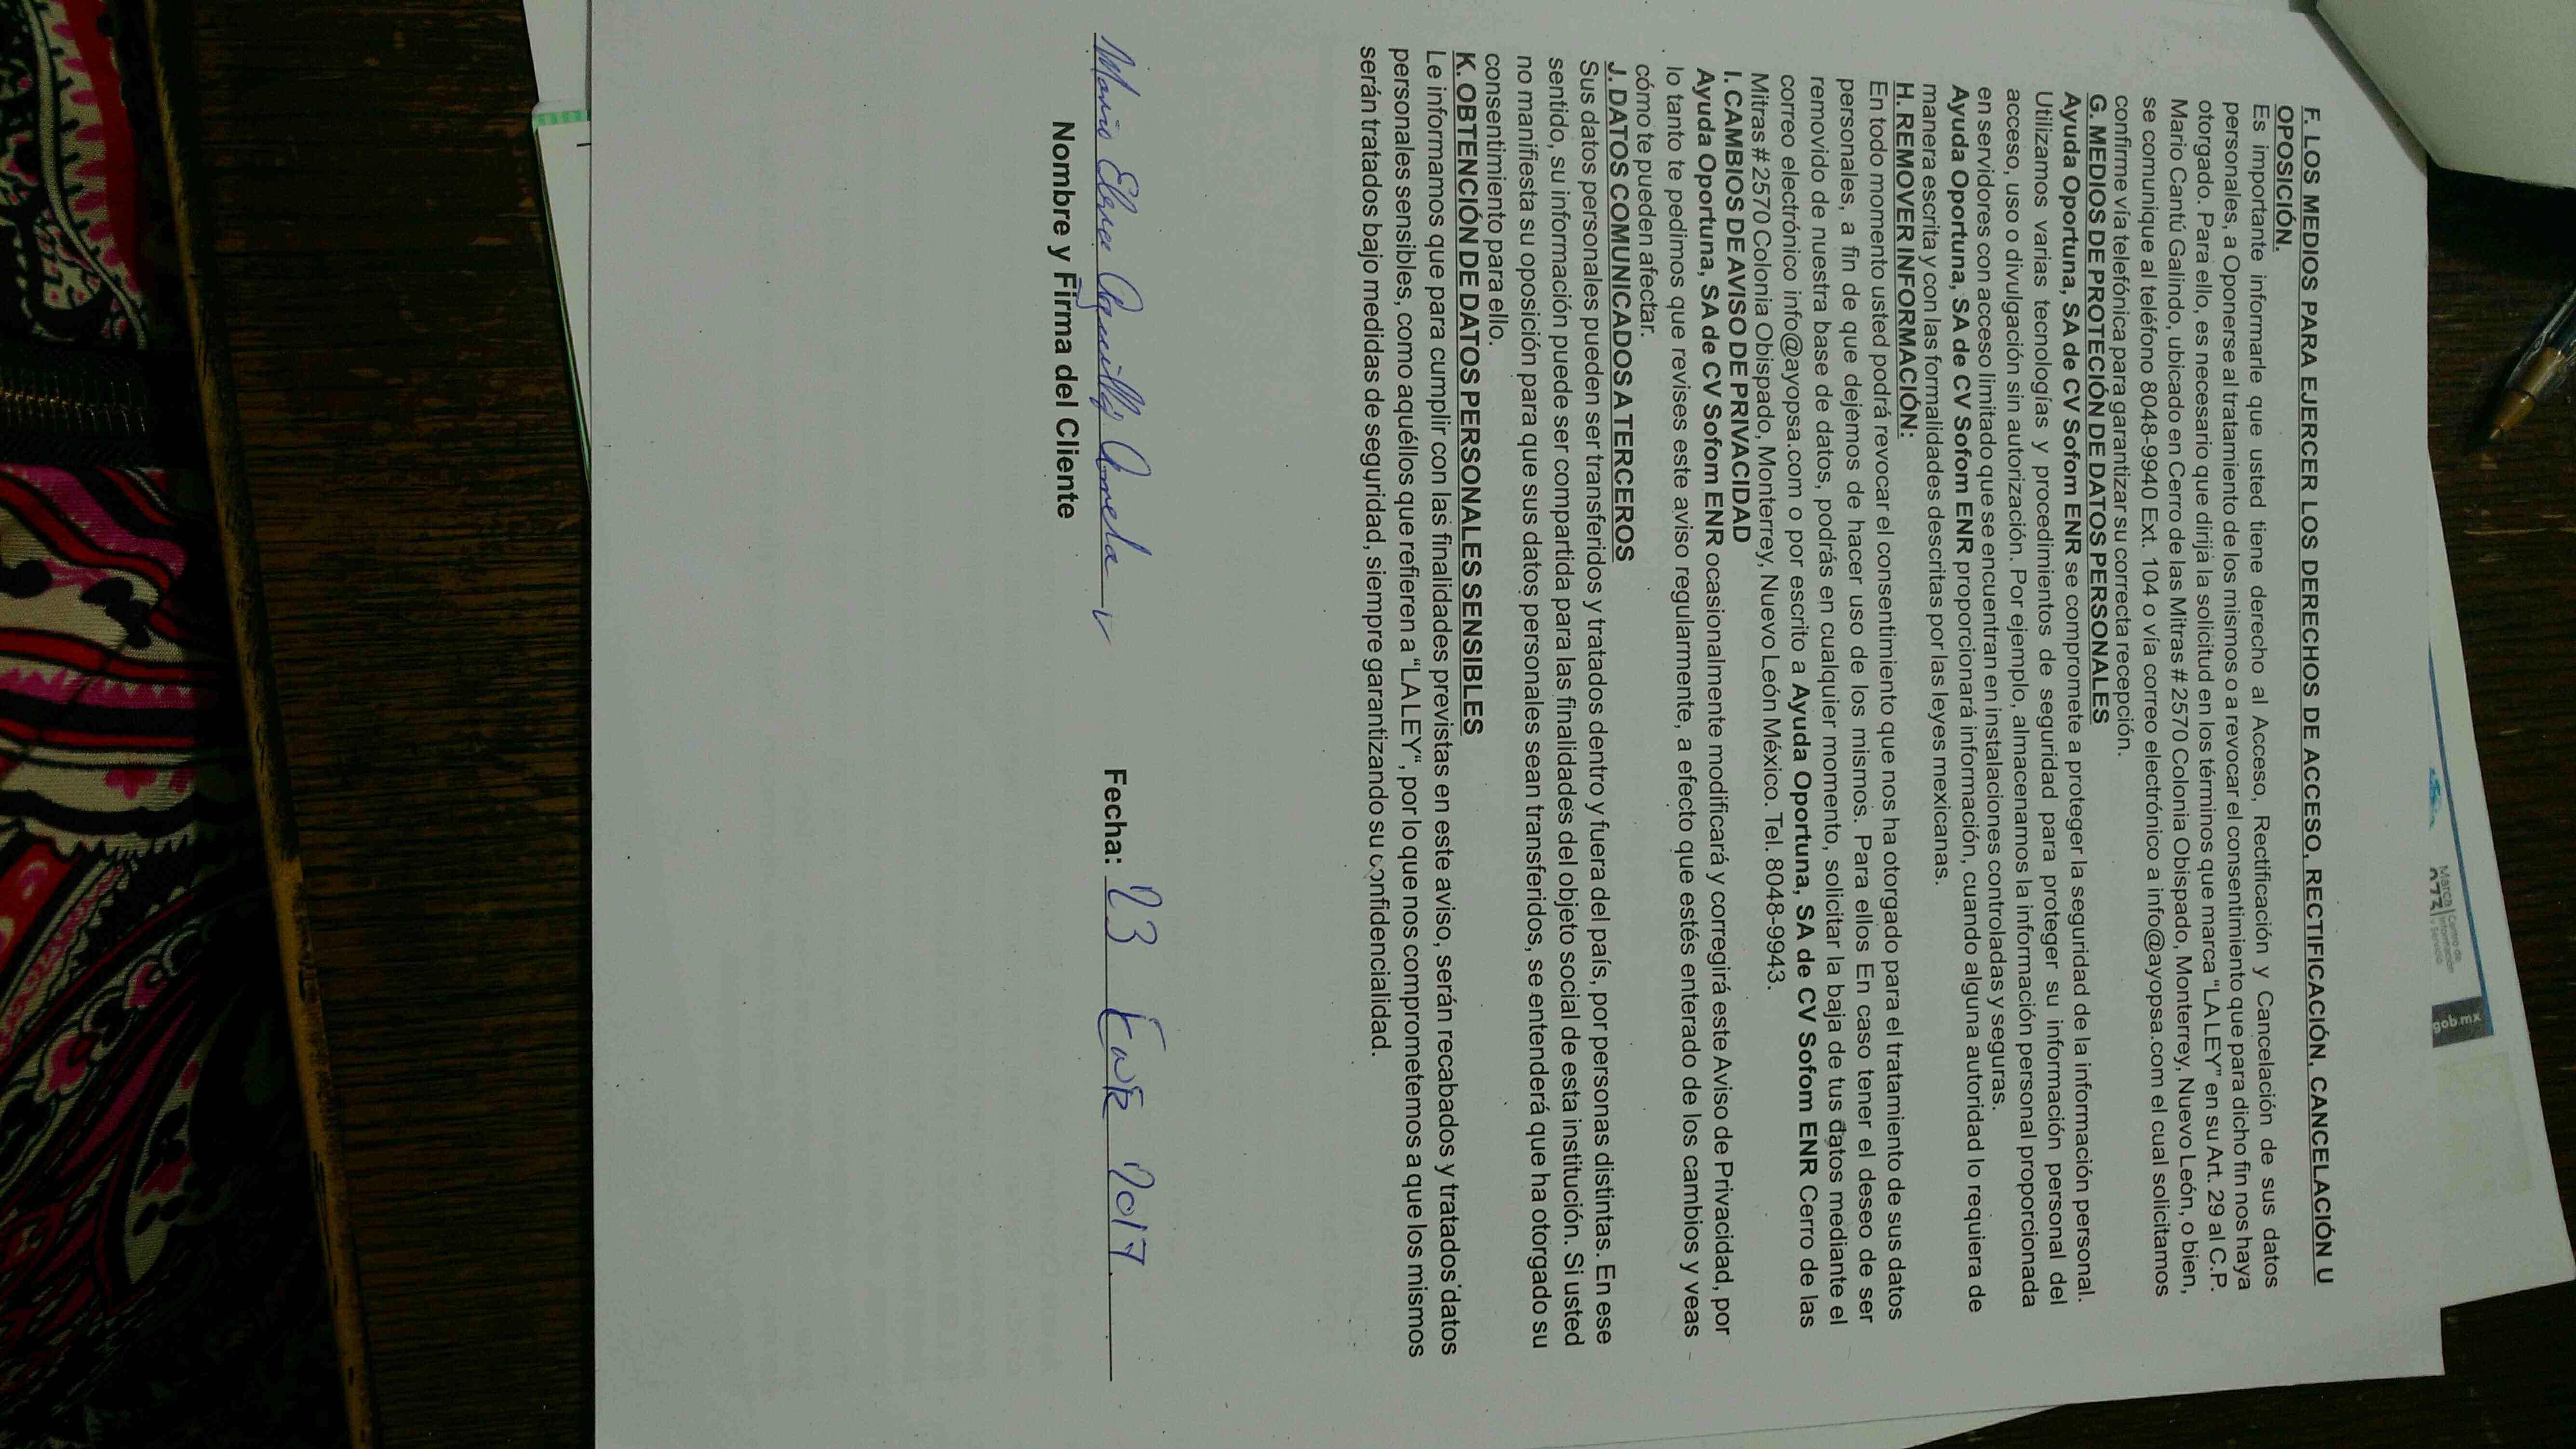 F. LOS MEDIOS PARA EJERCER LOS DERECHOS DE ACCESO, RECTIFICACIÓN, CANCELACIÓN U
OPOSICIÓN.
Es importante informarle que usted tiene derecho al Acceso, Rectificación y Cancelación de sus datos
personales, a Oponerse al tratamiento de los mismos o a revocar el consentimiento que para dicho fin nos haya
otorgado. Para ello, es necesario que dirija la solicitud en los términos que marca "LA LEY" en su Art. 29 al C.P.
Mario Cantú Galindo, ubicado en Cerro de las Mitras # 2570 Colonia Obispado, Monterrey, Nuevo León, o bien,
se comunique al teléfono 8048-9940 Ext. 104 o vía correo electrónico a info@ayopsa.com el cual solicitamos
confirme vía telefónica para garantizar su correcta recepción.
G. MEDIOS DE PROTECIÓN DE DATOS PERSONALES
Ayuda Oportuna, SA de CV Sofom ENR se compromete a proteger la seguridad de la información personal.
Utilizamos varias tecnologías y procedimientos de seguridad para proteger su información personal del
acceso, uso o divulgación sin autorización. Por ejemplo, almacenamos la información personal proporcionada
en servidores con acceso limitado que se encuentran en instalaciones controladas y seguras.
Ayuda Oportuna, SA de CV Sofom ENR proporcionará información, cuando alguna autoridad lo requiera de
manera escrita y con las formalidades descritas por las leyes mexicanas.
H. REMOVER INFORMACIÓN:
En todo momento usted podrá revocar el consentimiento que nos ha otorgado para el tratamiento de sus datos
personales, a fin de que dejemos de hacer uso de los mismos. Para ellos En caso tener el deseo de ser
removido de nuestra base de datos, podrás en cualquier momento, solicitar la baja de tus datos mediante el
correo electrónico info@ayopsa.com o por escrito a Ayuda Oportuna, SA de CV Sofom ENR Cerro de las
Mitras # 2570 Colonia Obispado, Monterrey, Nuevo León México. Tel. 8048-9943.
I. CAMBIOS DE AVISO DE PRIVACIDAD
Ayuda Oportuna, SA de CV Sofom ENR ocasionalmente modificará y corregirá este Aviso de Privacidad, por
lo tanto te pedimos que revises este aviso regularmente, a efecto que estés enterado de los cambios y veas
cómo te pueden afectar.
J. DATOS COMUNICADOS A TERCEROS
Sus datos personales pueden ser transferidos y tratados dentro y fuera del país, por personas distintas. En ese
sentido, su información puede ser compartida para las finalidades del objeto social de esta institución. Si usted
no manifiesta su oposición para que sus datos personales sean transferidos, se entenderá que ha otorgado su
consentimiento para ello.
K. OBTENCIÓN DE DATOS PERSONALES SENSIBLES
Le informamos que para cumplir con las finalidades previstas en este aviso, serán recabados y tratados datos
personales sensibles, como aquéllos que refieren a "LA LEY", por lo que nos comprometemos a que los mismos
serán tratados bajo medidas de seguridad, siempre garantizando su confidencialidad.
Maria Elena
Nombre y Firma del Cliente
Fecha: 23 Ene 2017
Marca Centro de
073 Información
Servicio
gob.mx